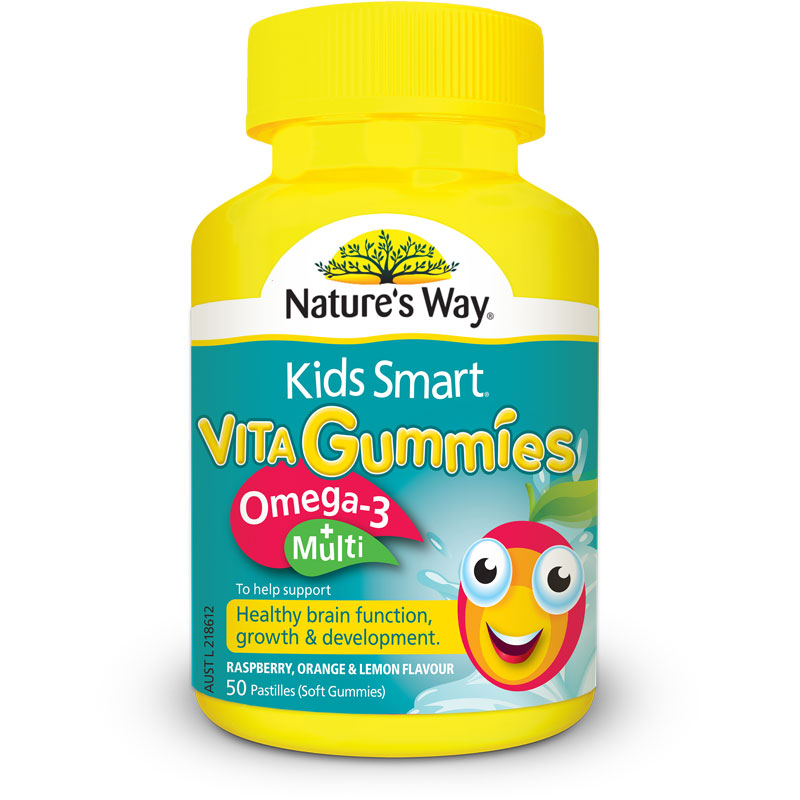 Nature's Way®
Kids Smart®
VITA Gummies
Omega-3
+
Multi
To help support
Healthy brain function,
growth & development.
RASPBERRY, ORANGE & LEMON FLAVOUR
50 Pastilles (Soft Gummies)
AUST L 218612